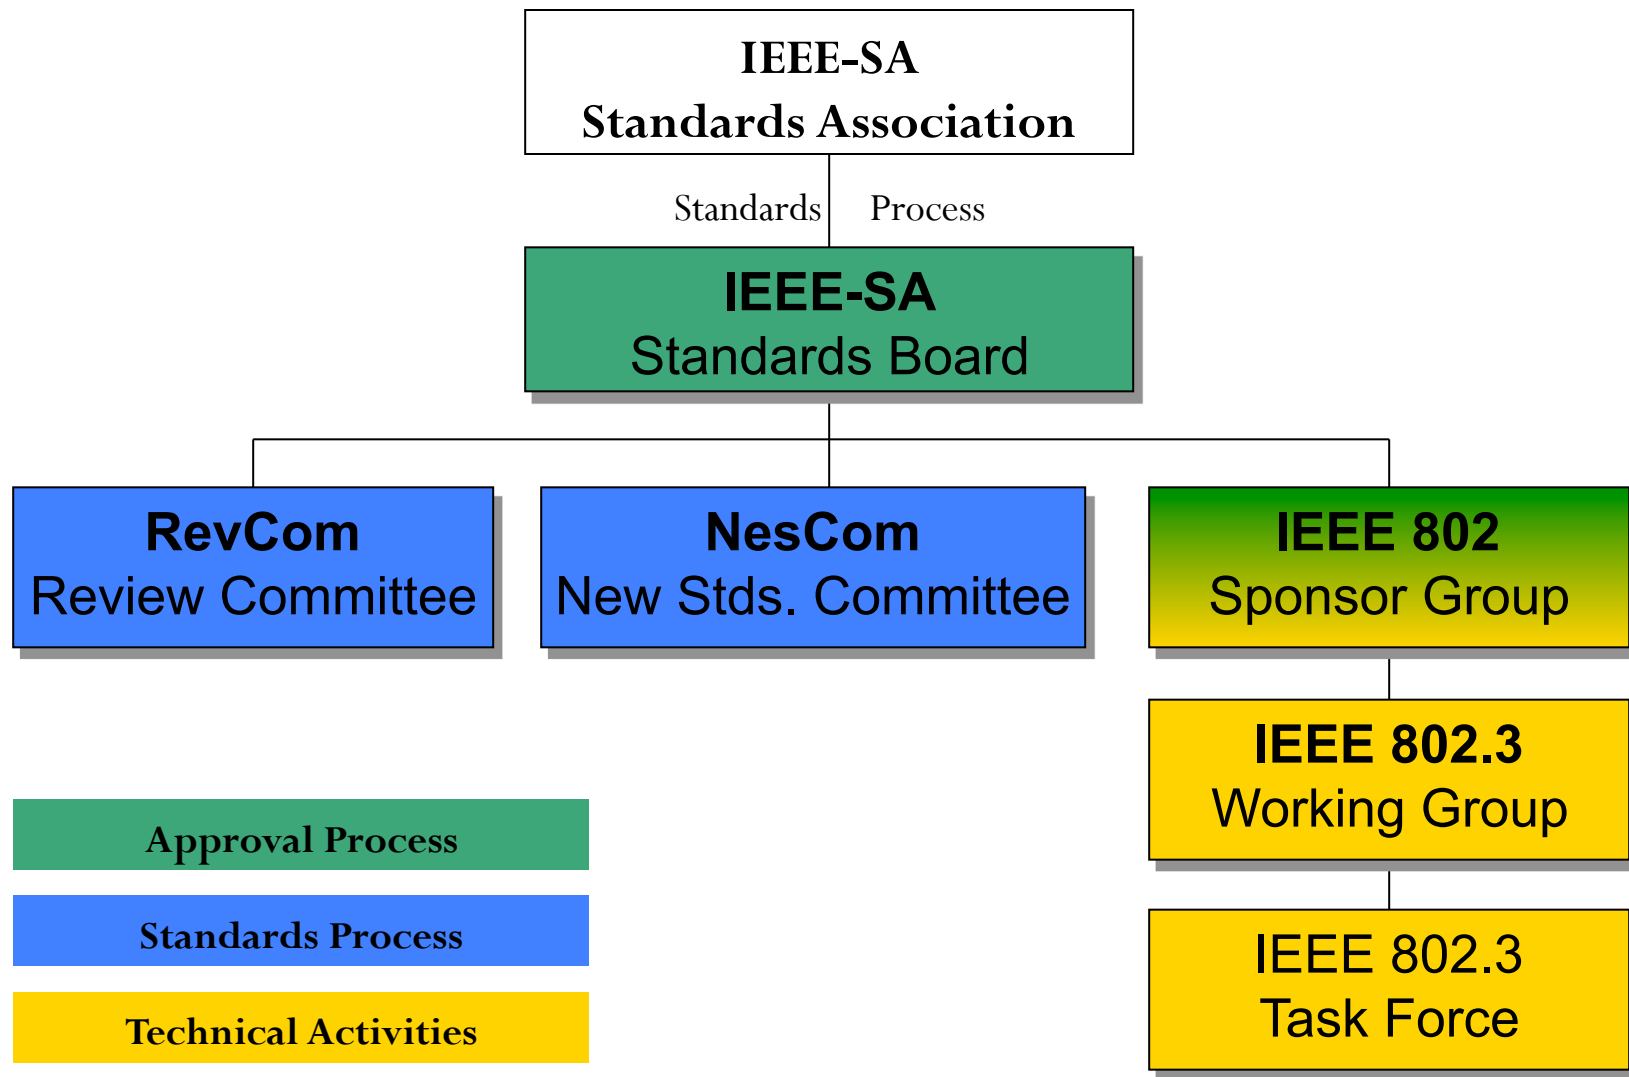 IEEE-SA
Standards Association
Standards Process
IEEE-SA
Standards Board
RevCom
Review Committee
NesCom
New Stds. Committee
IEEE 802
Sponsor Group
IEEE 802.3
Working Group
IEEE 802.3
Task Force
Approval Process
Standards Process
Technical Activities